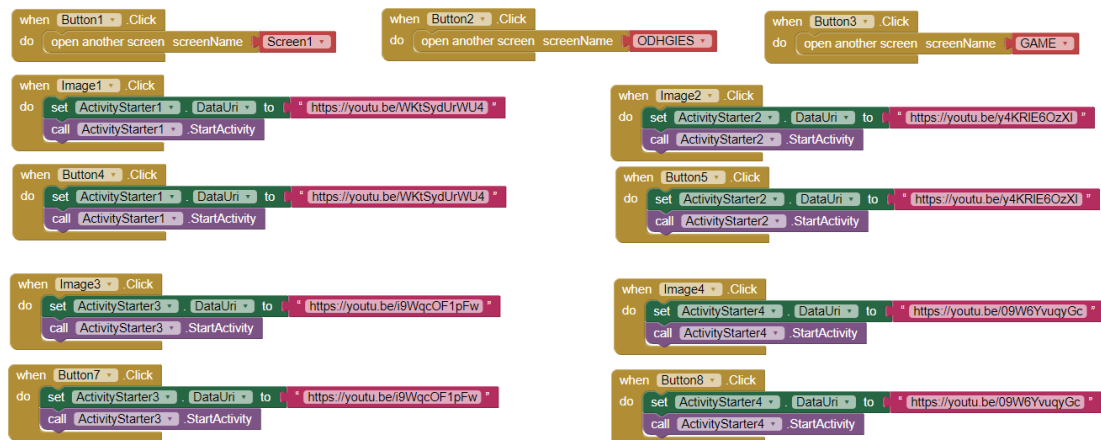 when Button1 .Click
do open another screen screenName Screen1
when Button2 .Click
do open another screen screenName ODHGIES
when Button3 .Click
do open another screen screenName GAME
when Image1 .Click
do set ActivityStarter1 . DataUri to " https://youtu.be/WKtSydUrWU4 "
call ActivityStarter1 .StartActivity
when Image2 .Click
do set ActivityStarter2 . DataUri to " https://youtu.be/y4KRIE6OzXI "
call ActivityStarter2 .StartActivity
when Button4 .Click
do set ActivityStarter1 . DataUri to " https://youtu.be/WKtSydUrWU4 "
call ActivityStarter1 .StartActivity
when Button5 .Click
do set ActivityStarter2 . DataUri to " https://youtu.be/y4KRIE6OzXI "
call ActivityStarter2 .StartActivity
when Image3 .Click
do set ActivityStarter3 . DataUri to " https://youtu.be/i9WqcOF1pFw "
call ActivityStarter3 .StartActivity
when Image4 .Click
do set ActivityStarter4 . DataUri to " https://youtu.be/09W6YvuqyGc "
call ActivityStarter4 .StartActivity
when Button7 .Click
do set ActivityStarter3 . DataUri to " https://youtu.be/i9WqcOF1pFw "
call ActivityStarter3 .StartActivity
when Button8 .Click
do set ActivityStarter4 . DataUri to " https://youtu.be/09W6YvuqyGc "
call ActivityStarter4 .StartActivity